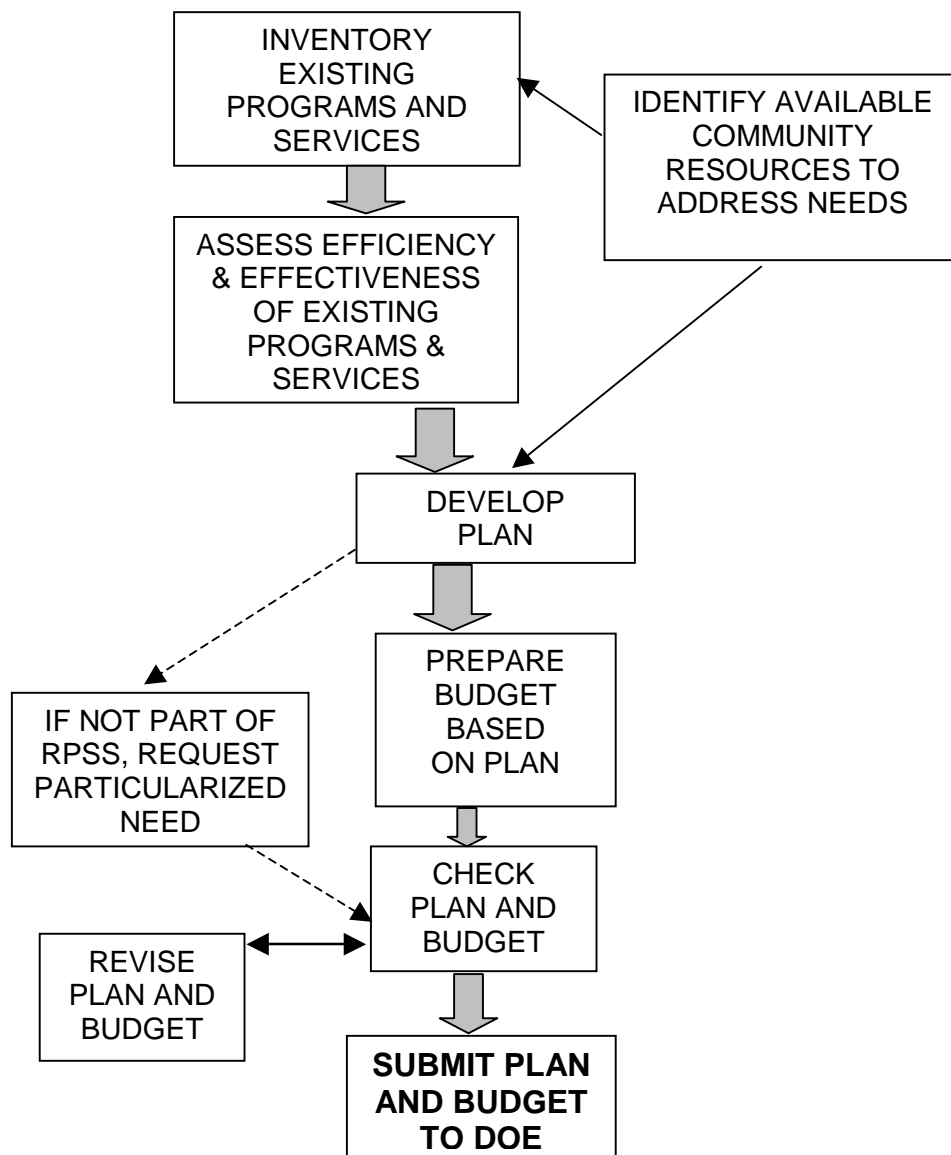 INVENTORY
EXISTING
PROGRAMS AND
SERVICES
IDENTIFY AVAILABLE
COMMUNITY
RESOURCES TO
ADDRESS NEEDS
ASSESS EFFICIENCY
& EFFECTIVENESS
OF EXISTING
PROGRAMS &
SERVICES
DEVELOP
PLAN
PREPARE
BUDGET
BASED
ON PLAN
IF NOT PART OF
RPSS, REQUEST
PARTICULARIZED
NEED
CHECK
PLAN AND
BUDGET
REVISE
PLAN AND
BUDGET
SUBMIT PLAN
AND BUDGET
TO DOE